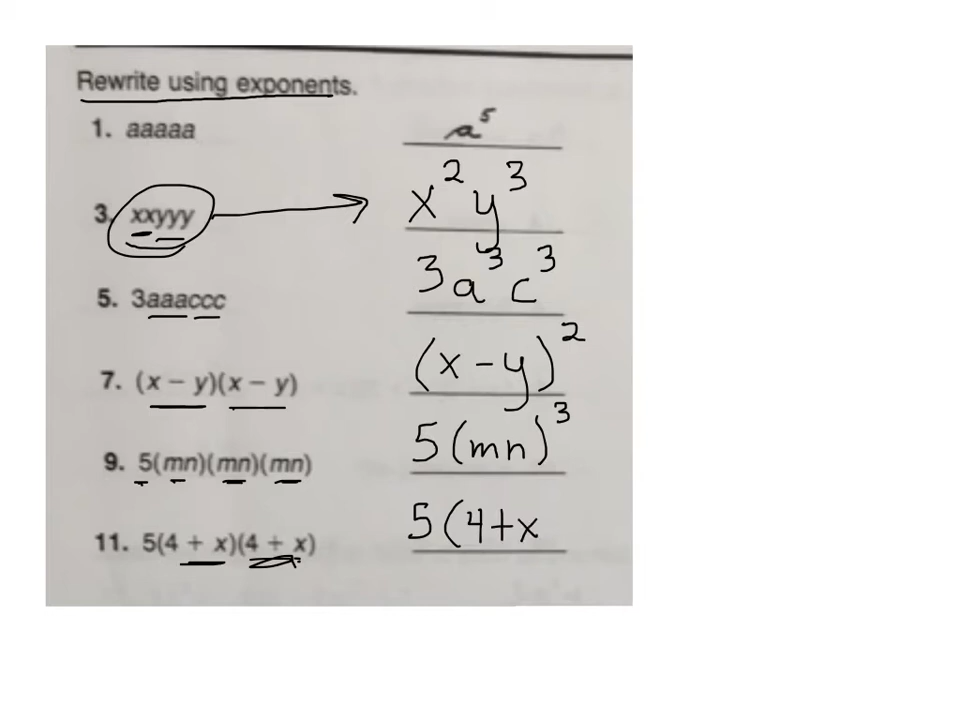 Rewrite using exponents.
1. aaaaa a⁵
3. xxyyy x²y³
5. 3aaaccc 3a³c³
7. (x − y)(x − y) (x − y)²
9. 5(mn)(mn)(mn) 5(mn)³
11. 5(4 + x)(4 + x) 5(4+x